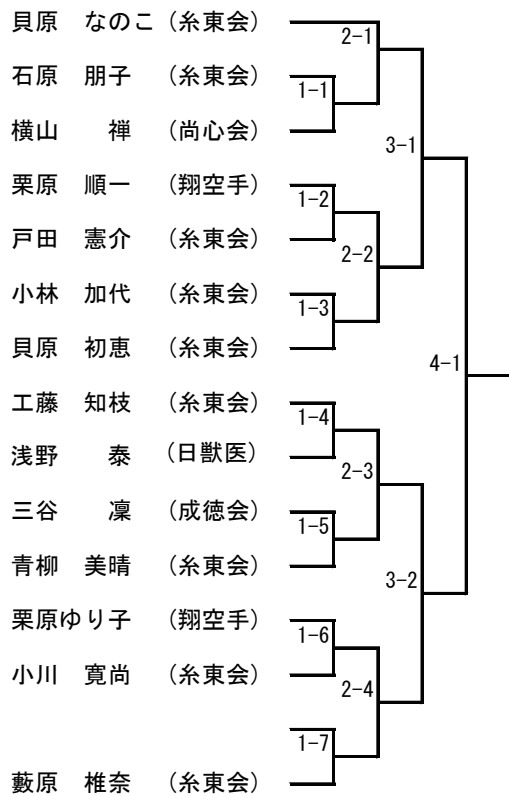 貝原　なのこ（糸東会）
2-1
石原　朋子　（糸東会）
1-1
横山　　禅　（尚心会）
3-1
栗原　順一　（翔空手）
1-2
戸田　憲介　（糸東会）
2-2
小林　加代　（糸東会）
1-3
貝原　初恵　（糸東会）
4-1
工藤　知枝　（糸東会）
1-4
浅野　　泰　（日獣医）
2-3
三谷　　凜　（成徳会）
1-5
青柳　美晴　（糸東会）
3-2
栗原ゆり子　（翔空手）
1-6
小川　寛尚　（糸東会）
2-4
1-7
藪原　椎奈　（糸東会）